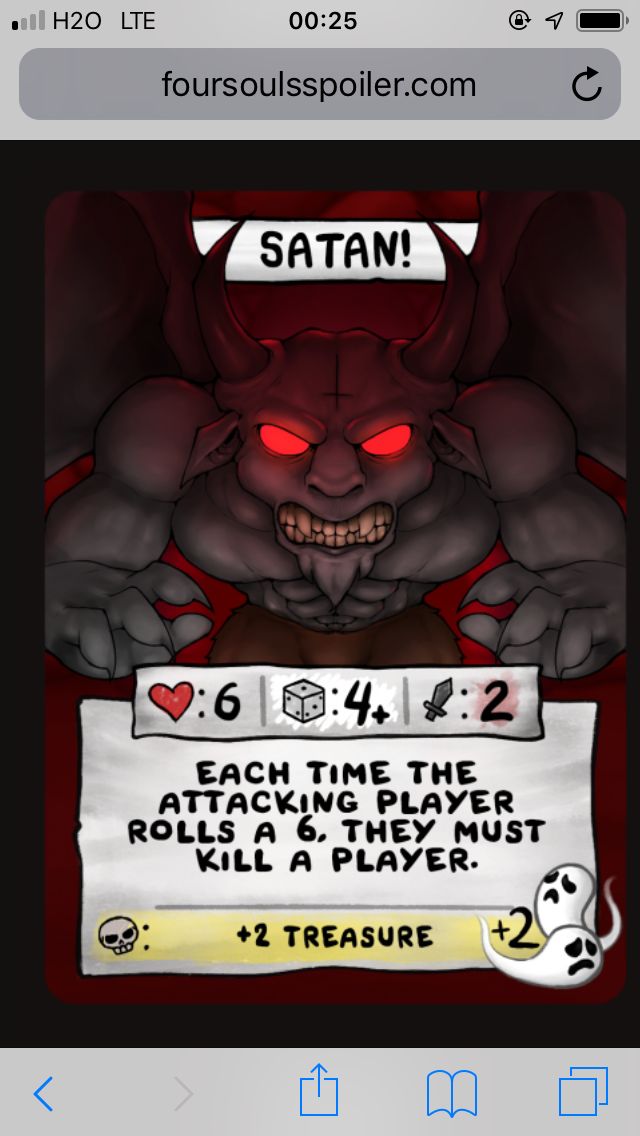 H2O LTE 00:25
foursoulsspoiler.com
SATAN!
:6 :4+ :2
EACH TIME THE
ATTACKING PLAYER
ROLLS A 6, THEY MUST
KILL A PLAYER.
: +2 TREASURE +2